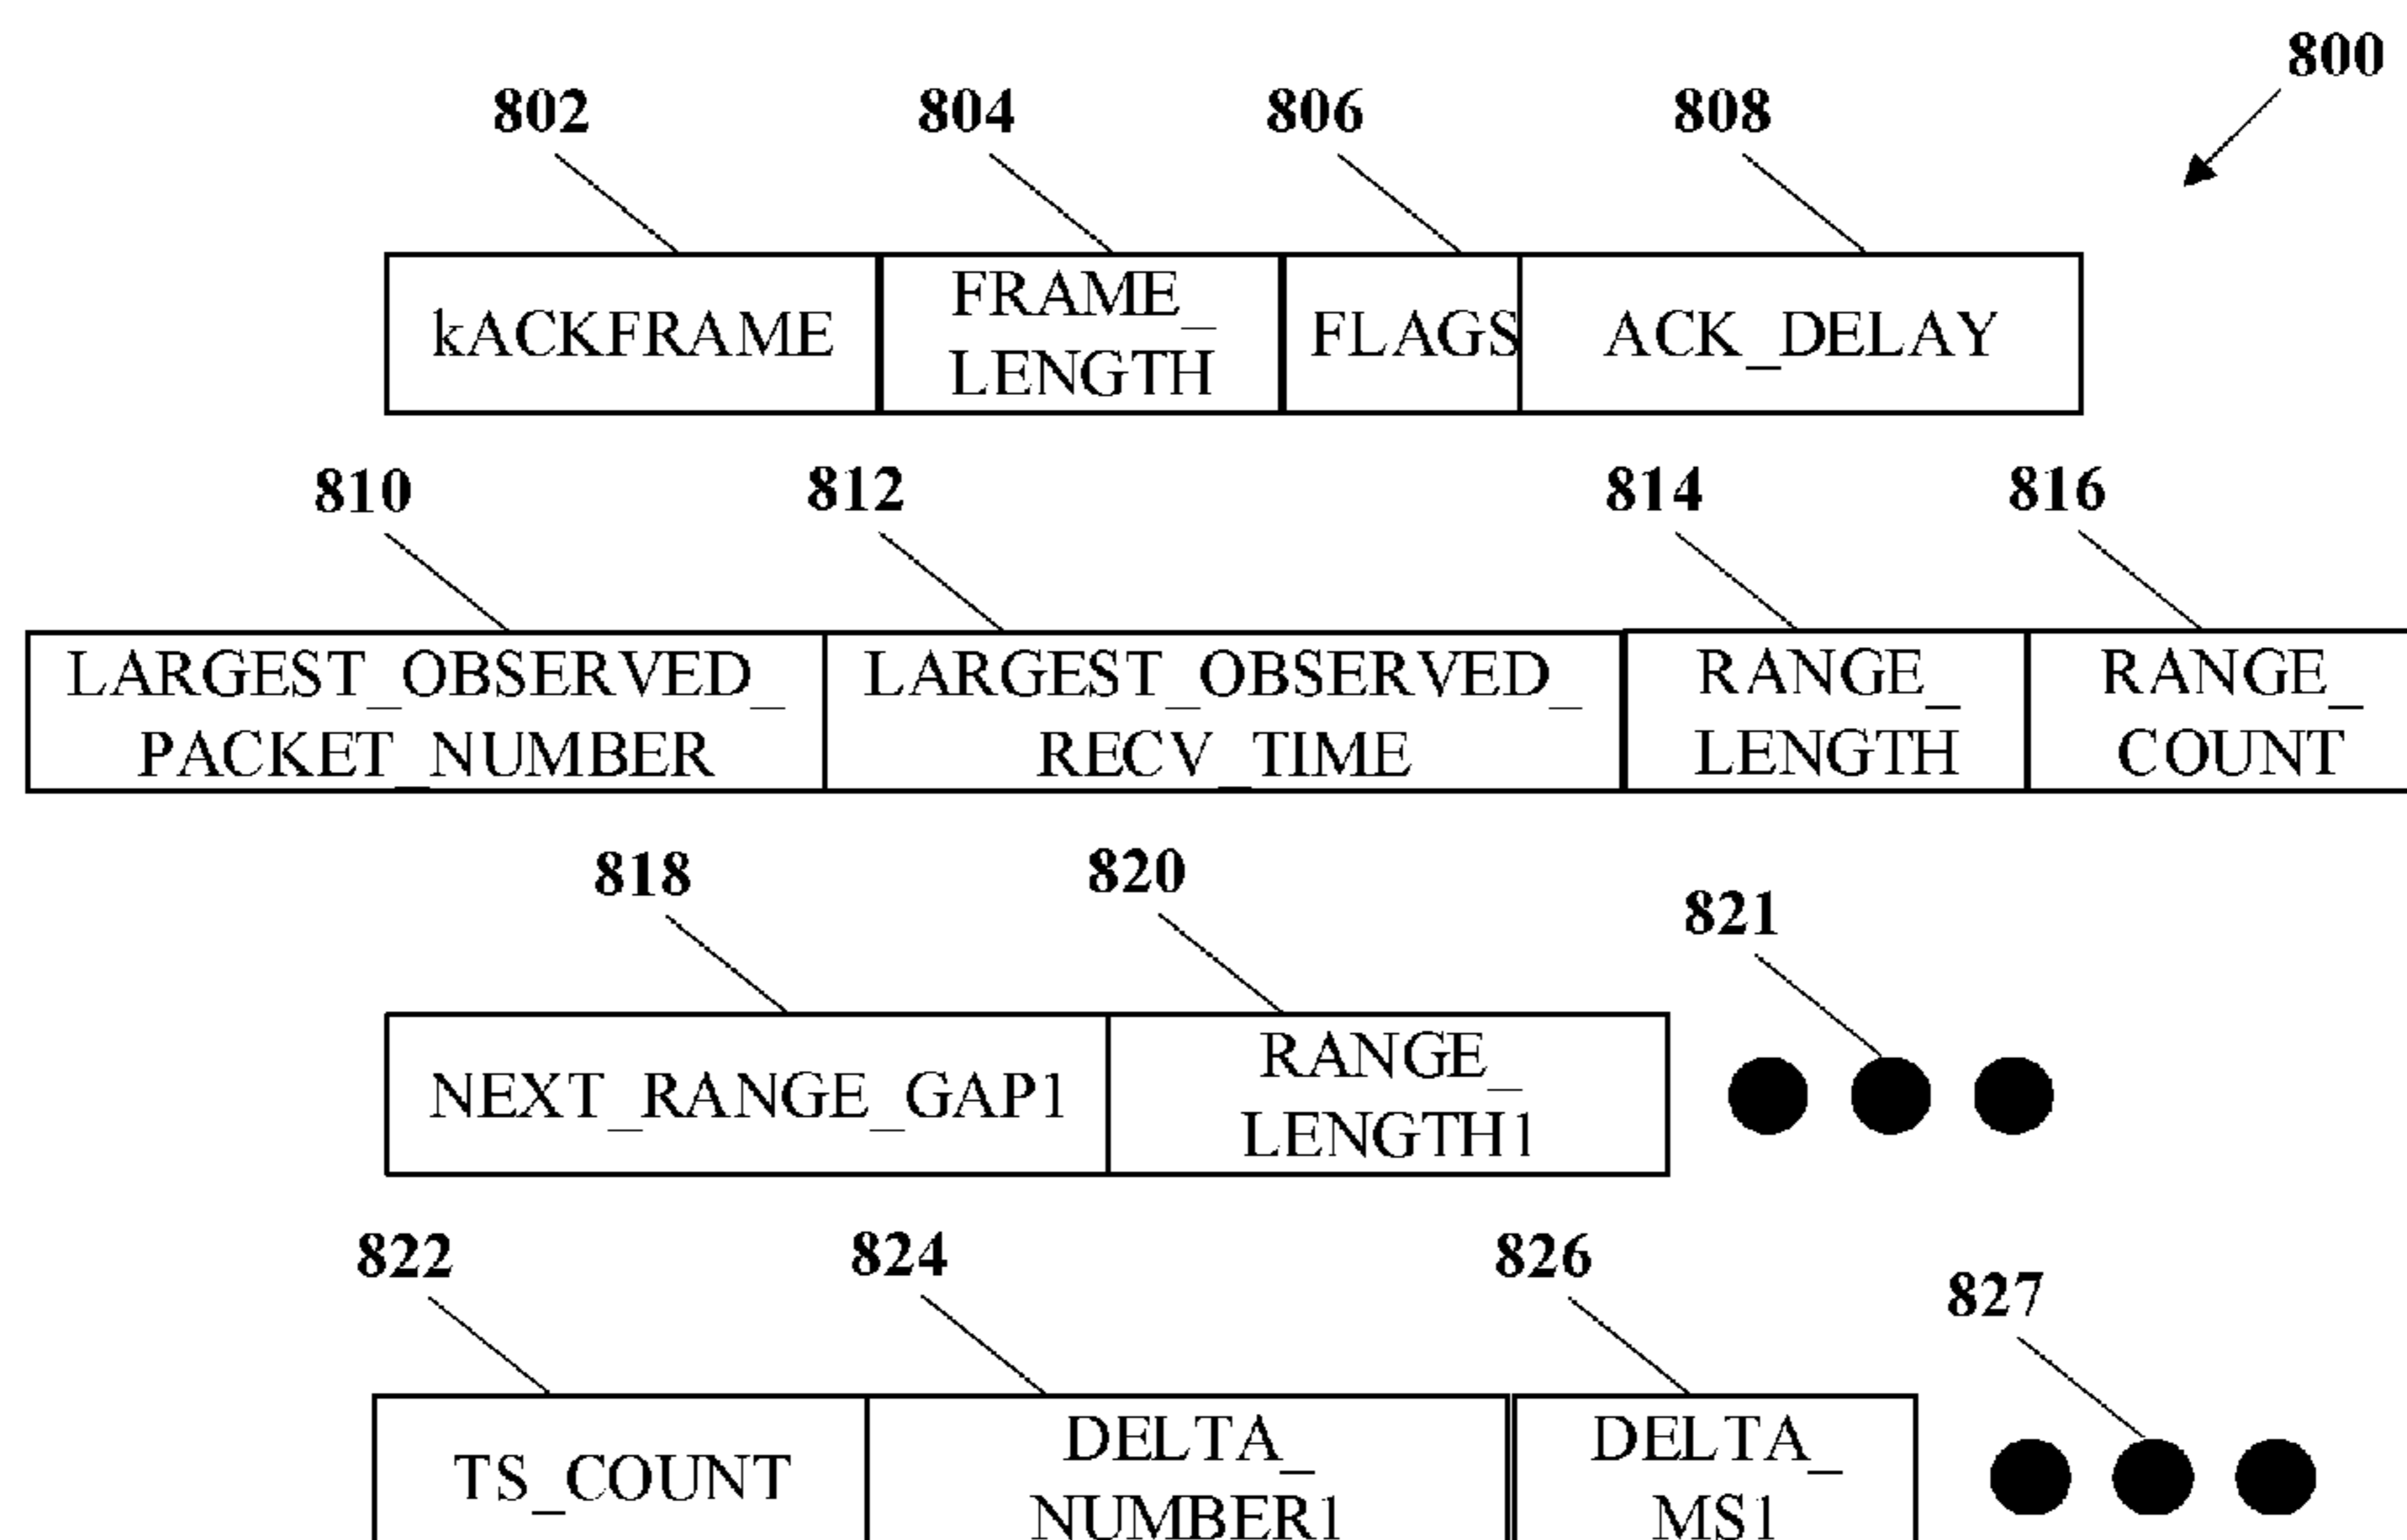 800
802 804 806 808
kACKFRAME FRAME_ FLAGS ACK_DELAY
LENGTH
810 812 814 816
LARGEST_OBSERVED_ LARGEST_OBSERVED_ RANGE_ RANGE_
PACKET_NUMBER RECV_TIME LENGTH COUNT
818 820 821
NEXT_RANGE_GAP1 RANGE_
LENGTH1
822 824 826 827
TS_COUNT DELTA_ DELTA_
NUMBER1 MS1